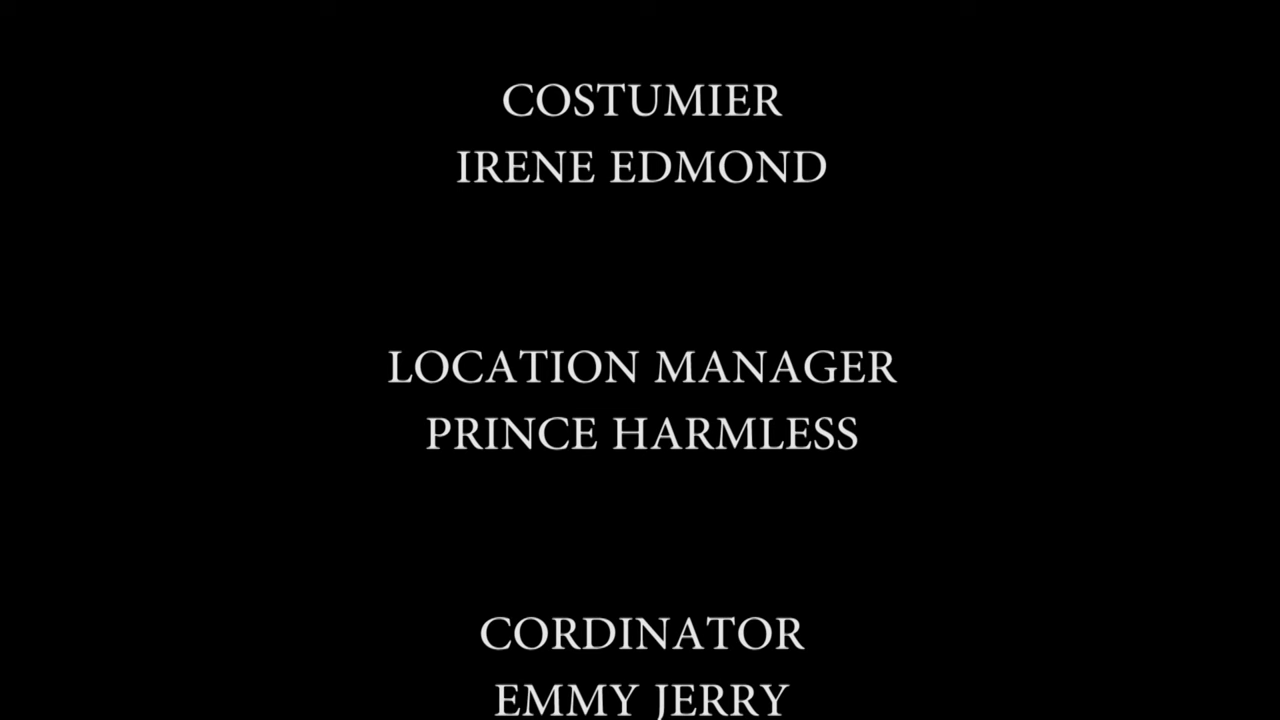 COSTUMIER
IRENE EDMOND
LOCATION MANAGER
PRINCE HARMLESS
CORDINATOR
EMMY JERRY